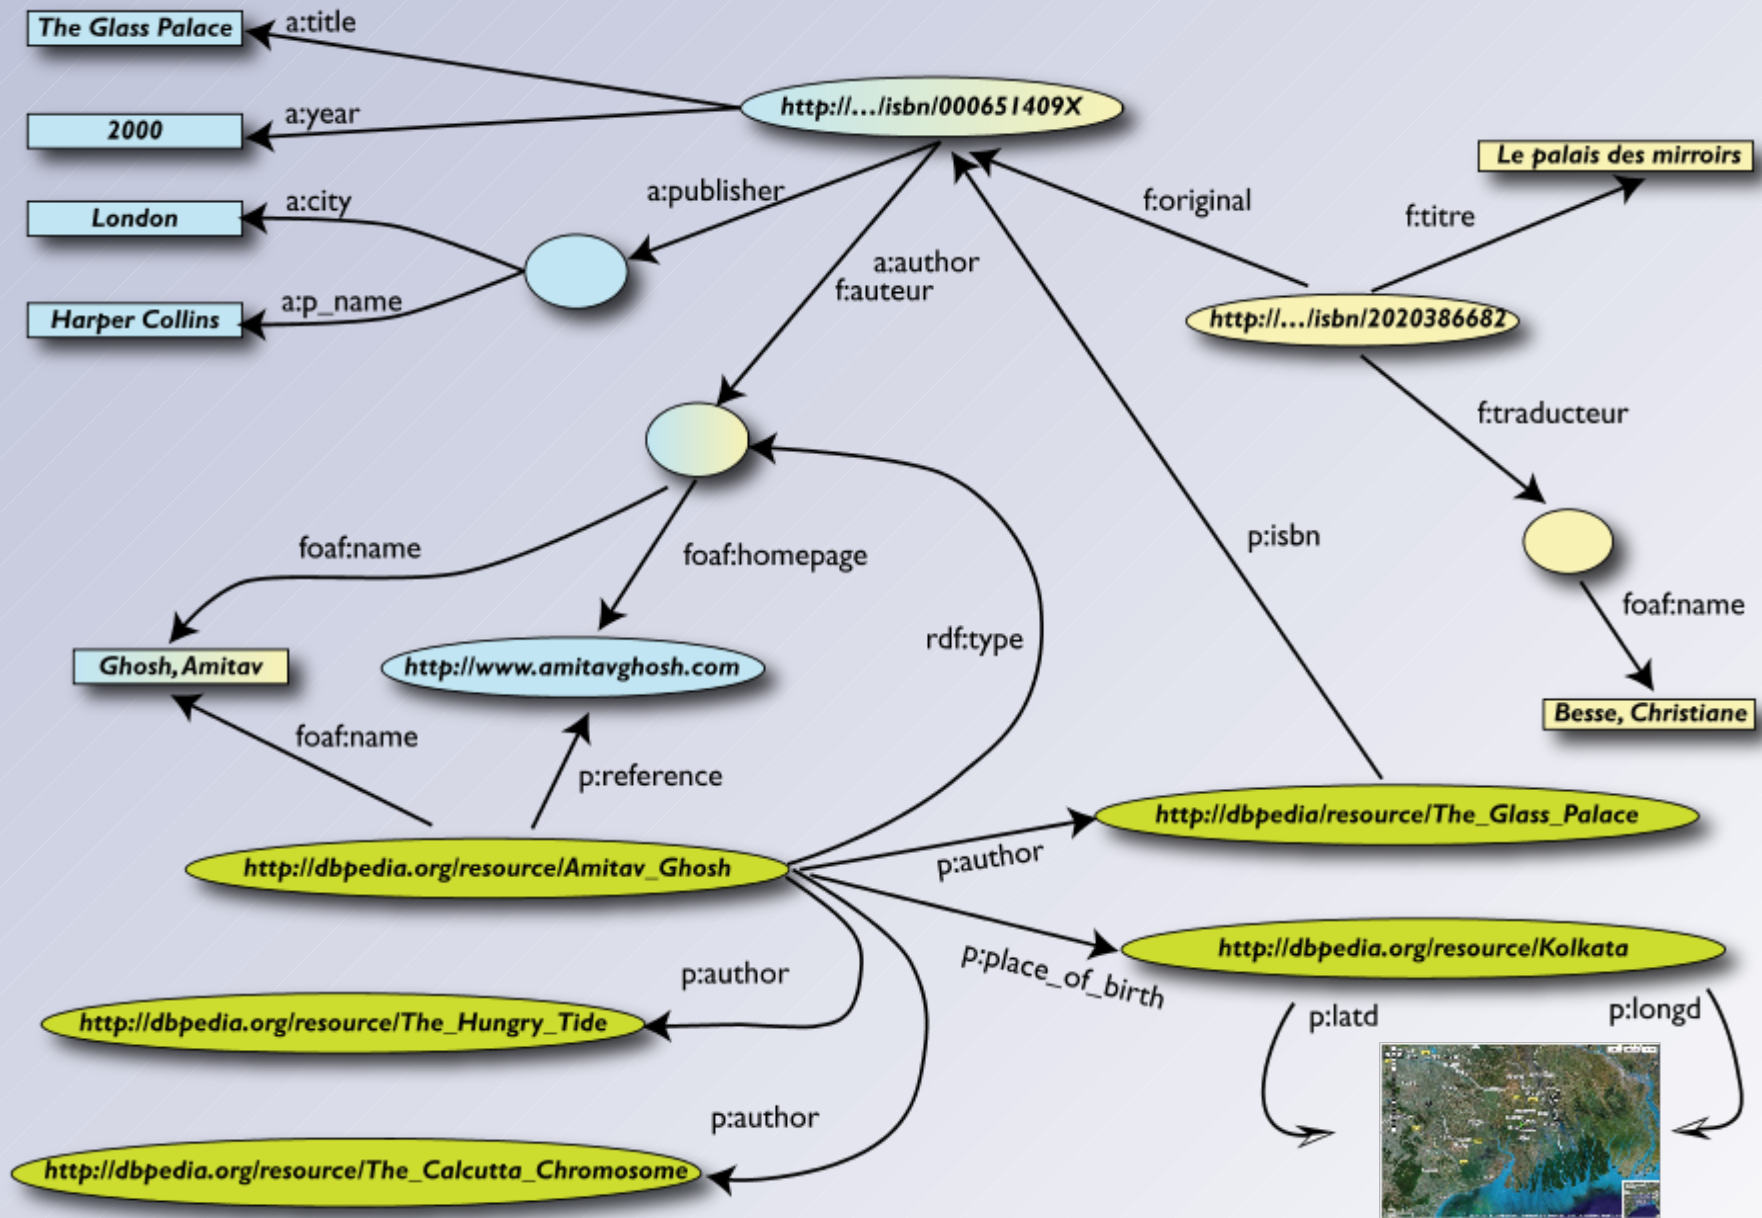 The Glass Palace
a:title
http://.../isbn/000651409X
2000
a:year
Le palais des mirroirs
London
a:city
a:publisher
f:original
f:titre
a:author
f:auteur
Harper Collins
a:p_name
http://.../isbn/2020386682
f:traducteur
foaf:name
foaf:homepage
p:isbn
foaf:name
rdf:type
Ghosh, Amitav
http://www.amitavghosh.com
Besse, Christiane
foaf:name
p:reference
http://dbpedia/resource/The_Glass_Palace
http://dbpedia.org/resource/Amitav_Ghosh
p:author
http://dbpedia.org/resource/Kolkata
p:place_of_birth
p:author
p:latd
p:longd
http://dbpedia.org/resource/The_Hungry_Tide
p:author
http://dbpedia.org/resource/The_Calcutta_Chromosome